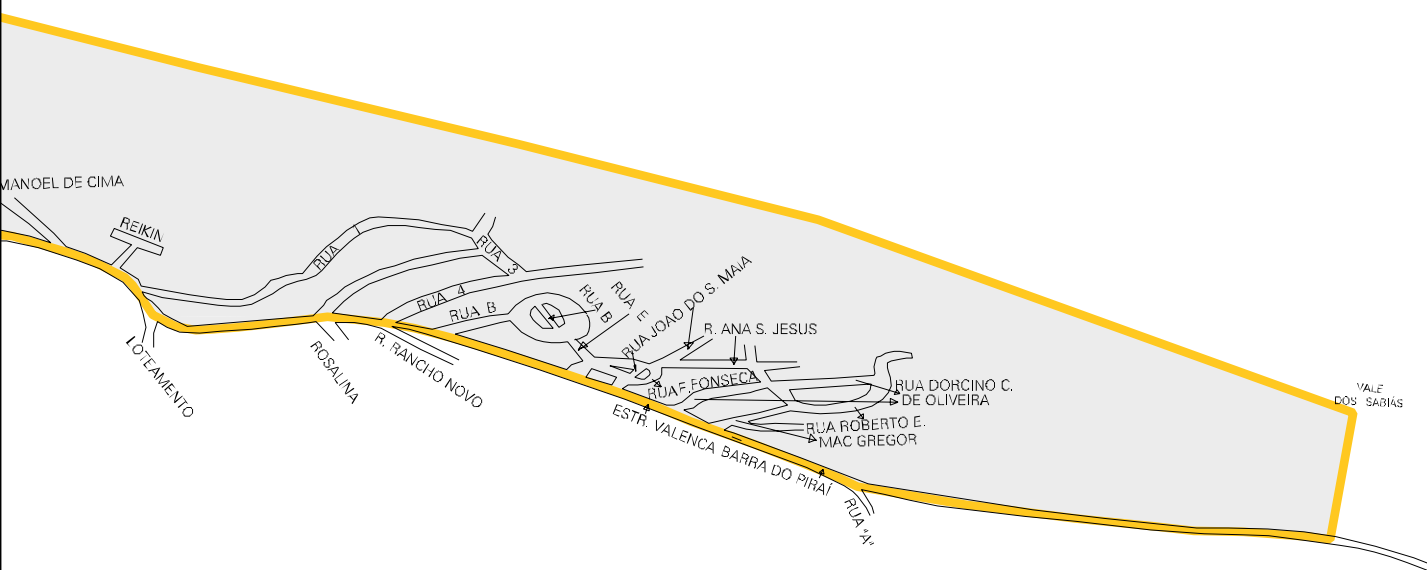 MANOEL DE CIMA
REIKIN
RUA 1
RUA 3
RUA 4
RUA B
RUA B
RUA E
RUA JOAO DO S. MAIA
R. ANA S. JESUS
RUA F. FONSECA
RUA D
RUA DORCINO C.
DE OLIVEIRA
RUA ROBERTO E.
MAC GREGOR
VALE
DOS SABIÁS
LOTEAMENTO
ROSALINA
R. RANCHO NOVO
ESTR. VALENCA BARRA DO PIRAÍ
RUA "A"